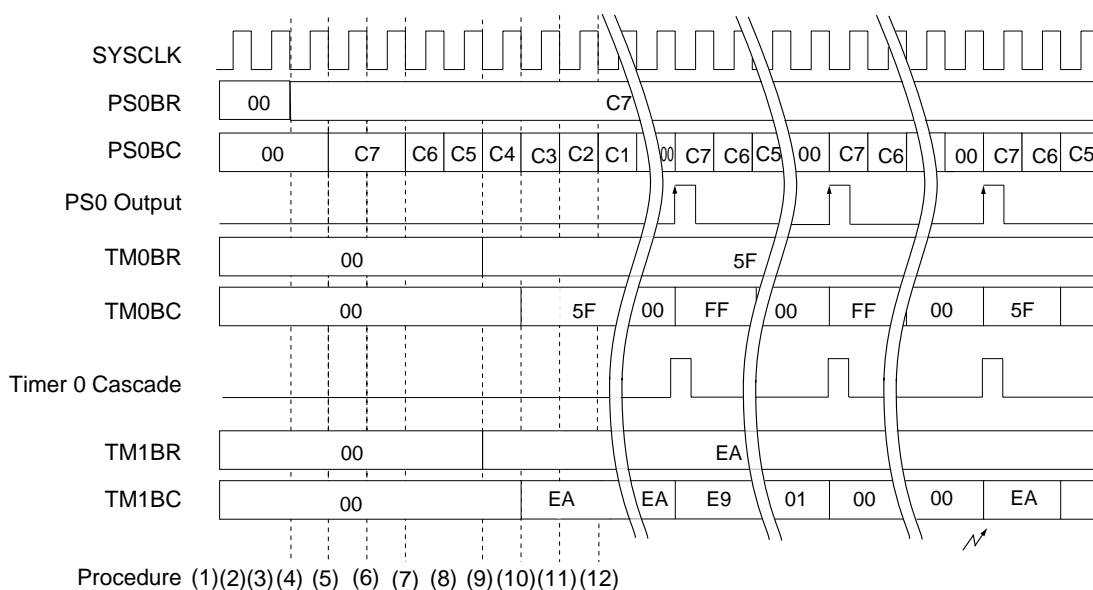 SYSCLK
PS0BR 00 C7
PS0BC 00 C7 C6 C5 C4 C3 C2 C1 00 C7 C6 C5 00 C7 C6 00 C7 C6 C5
PS0 Output
TM0BR 00 5F
TM0BC 00 5F 00 FF 00 FF 00 5F
Timer 0 Cascade
TM1BR 00 EA
TM1BC 00 EA EA E9 01 00 00 EA
Procedure (1)(2)(3) (4) (5) (6) (7) (8) (9) (10) (11) (12)